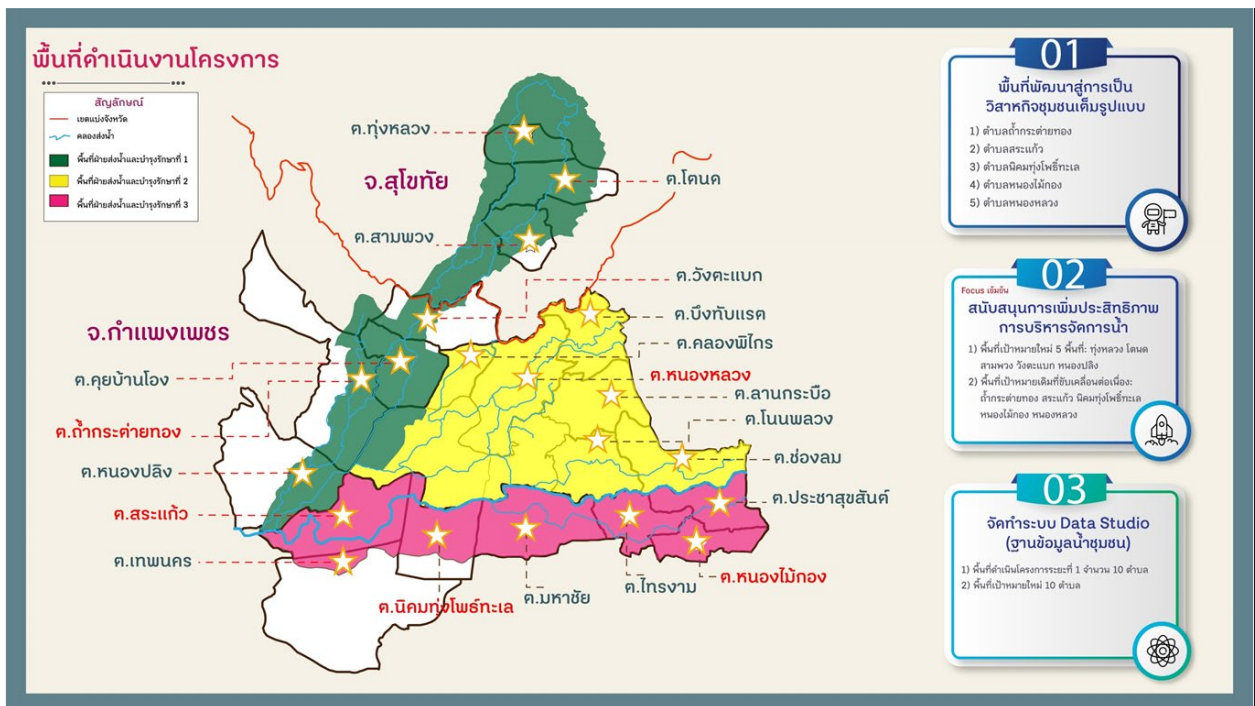 พื้นที่ดำเนินงานโครงการ
สัญลักษณ์
เขตแบ่งจังหวัด
คลองส่งน้ำ
พื้นที่ฝ่ายส่งน้ำและบำรุงรักษาที่ 1
พื้นที่ฝ่ายส่งน้ำและบำรุงรักษาที่ 2
พื้นที่ฝ่ายส่งน้ำและบำรุงรักษาที่ 3
ต.ทุ่งหลวง
จ.สุโขทัย
ต.โตนด
ต.สามพวง
ต.วังตะแบก
ต.บึงทับแรต
จ.กำแพงเพชร
ต.คลองพิไกร
ต.คุยบ้านโอง
ต.หนองหลวง
ต.ลานกระบือ
ต.โนนพลวง
ต.ถ้ำกระต่ายทอง
ต.ช่องลม
ต.หนองปลิง
ต.ประชาสุขสันต์
ต.สระแก้ว
ต.เทพนคร
ต.หนองไม้กอง
ต.ไทรงาม
ต.มหาชัย
ต.นิคมทุ่งโพธ์ทะเล
01
พื้นที่พัฒนาสู่การเป็น
วิสาหกิจชุมชนเต็มรูปแบบ
1) ตำบลถ้ำกระต่ายทอง
2) ตำบลสระแก้ว
3) ตำบลนิคมทุ่งโพธิ์ทะเล
4) ตำบลหนองไม้กอง
5) ตำบลหนองหลวง
02
Focus เข้มข้น
สนับสนุนการเพิ่มประสิทธิภาพ
การบริหารจัดการน้ำ
1) พื้นที่เป้าหมายใหม่ 5 พื้นที่: ทุ่งหลวง โตนด
สามพวง วังตะแบก หนองปลิง
2) พื้นที่เป้าหมายเดิมที่ขับเคลื่อนต่อเนื่อง:
ถ้ำกระต่ายทอง สระแก้ว นิคมทุ่งโพธิ์ทะเล
หนองไม้กอง หนองหลวง
03
จัดทำระบบ Data Studio
(ฐานข้อมูลน้ำชุมชน)
1) พื้นที่ดำเนินโครงการระยะที่ 1 จำนวน 10 ตำบล
2) พื้นที่เป้าหมายใหม่ 10 ตำบล